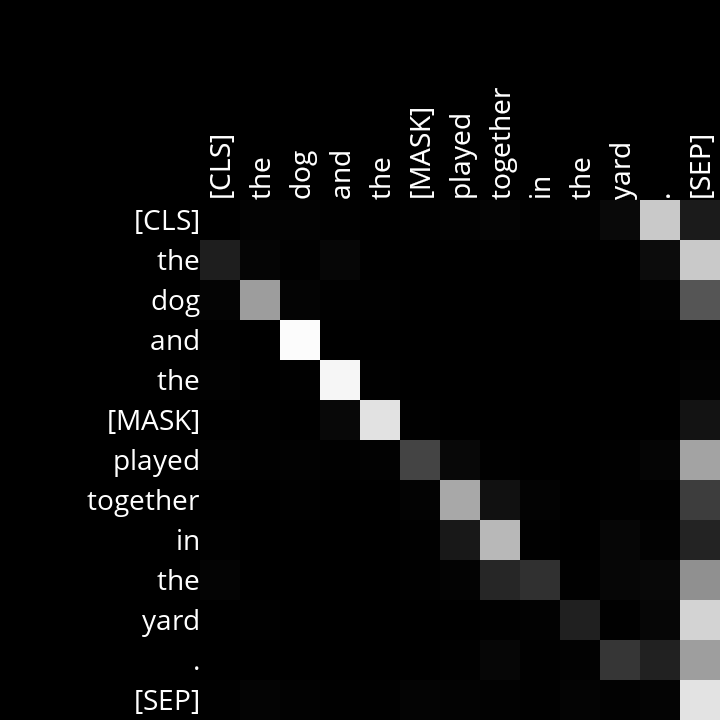 [CLS] the dog and the [MASK] played together in the yard . [SEP]
[CLS]
the
dog
and
the
[MASK]
played
together
in
the
yard
.
[SEP]